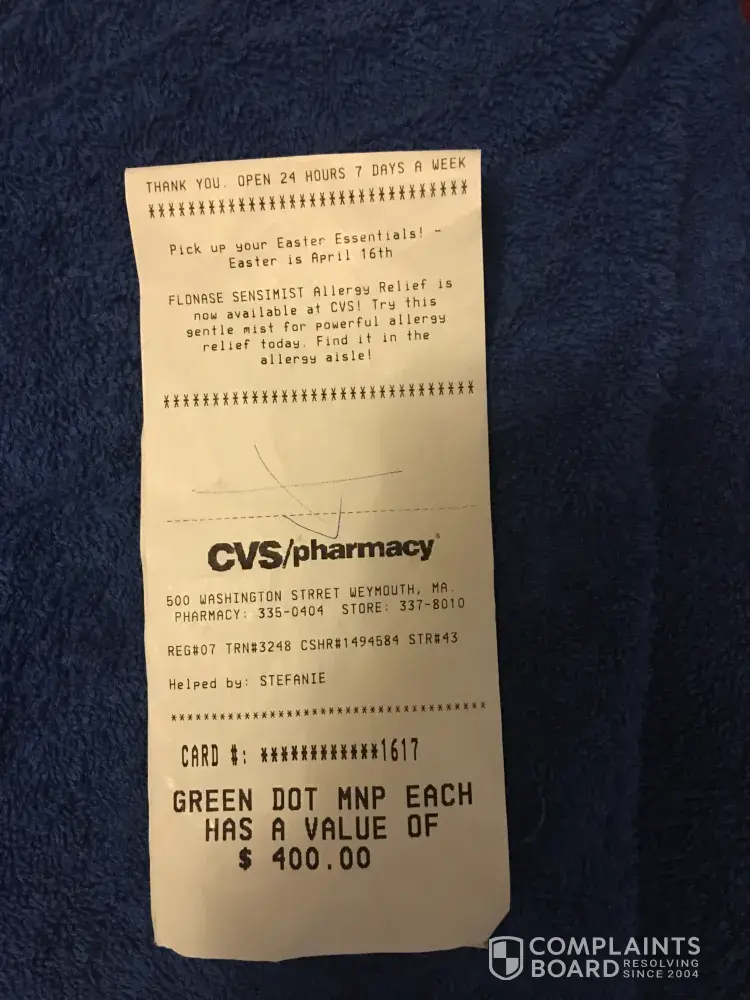 THANK YOU. OPEN 24 HOURS 7 DAYS A WEEK
*******************************
Pick up your Easter Essentials! -
Easter is April 16th
FLONASE SENSIMIST Allergy Relief is
now available at CVS! Try this
gentle mist for powerful allergy
relief today. Find it in the
allergy aisle!
*******************************
CVS/pharmacy
500 WASHINGTON STRRET WEYMOUTH, MA.
PHARMACY: 335-0404 STORE: 337-8010
REG#07 TRN#3248 CSHR#1494584 STR#43
Helped by: STEFANIE
***********************************
CARD #: ************1617
GREEN DOT MNP EACH
HAS A VALUE OF
$ 400.00
COMPLAINTS
BOARD RESOLVING
SINCE 2004